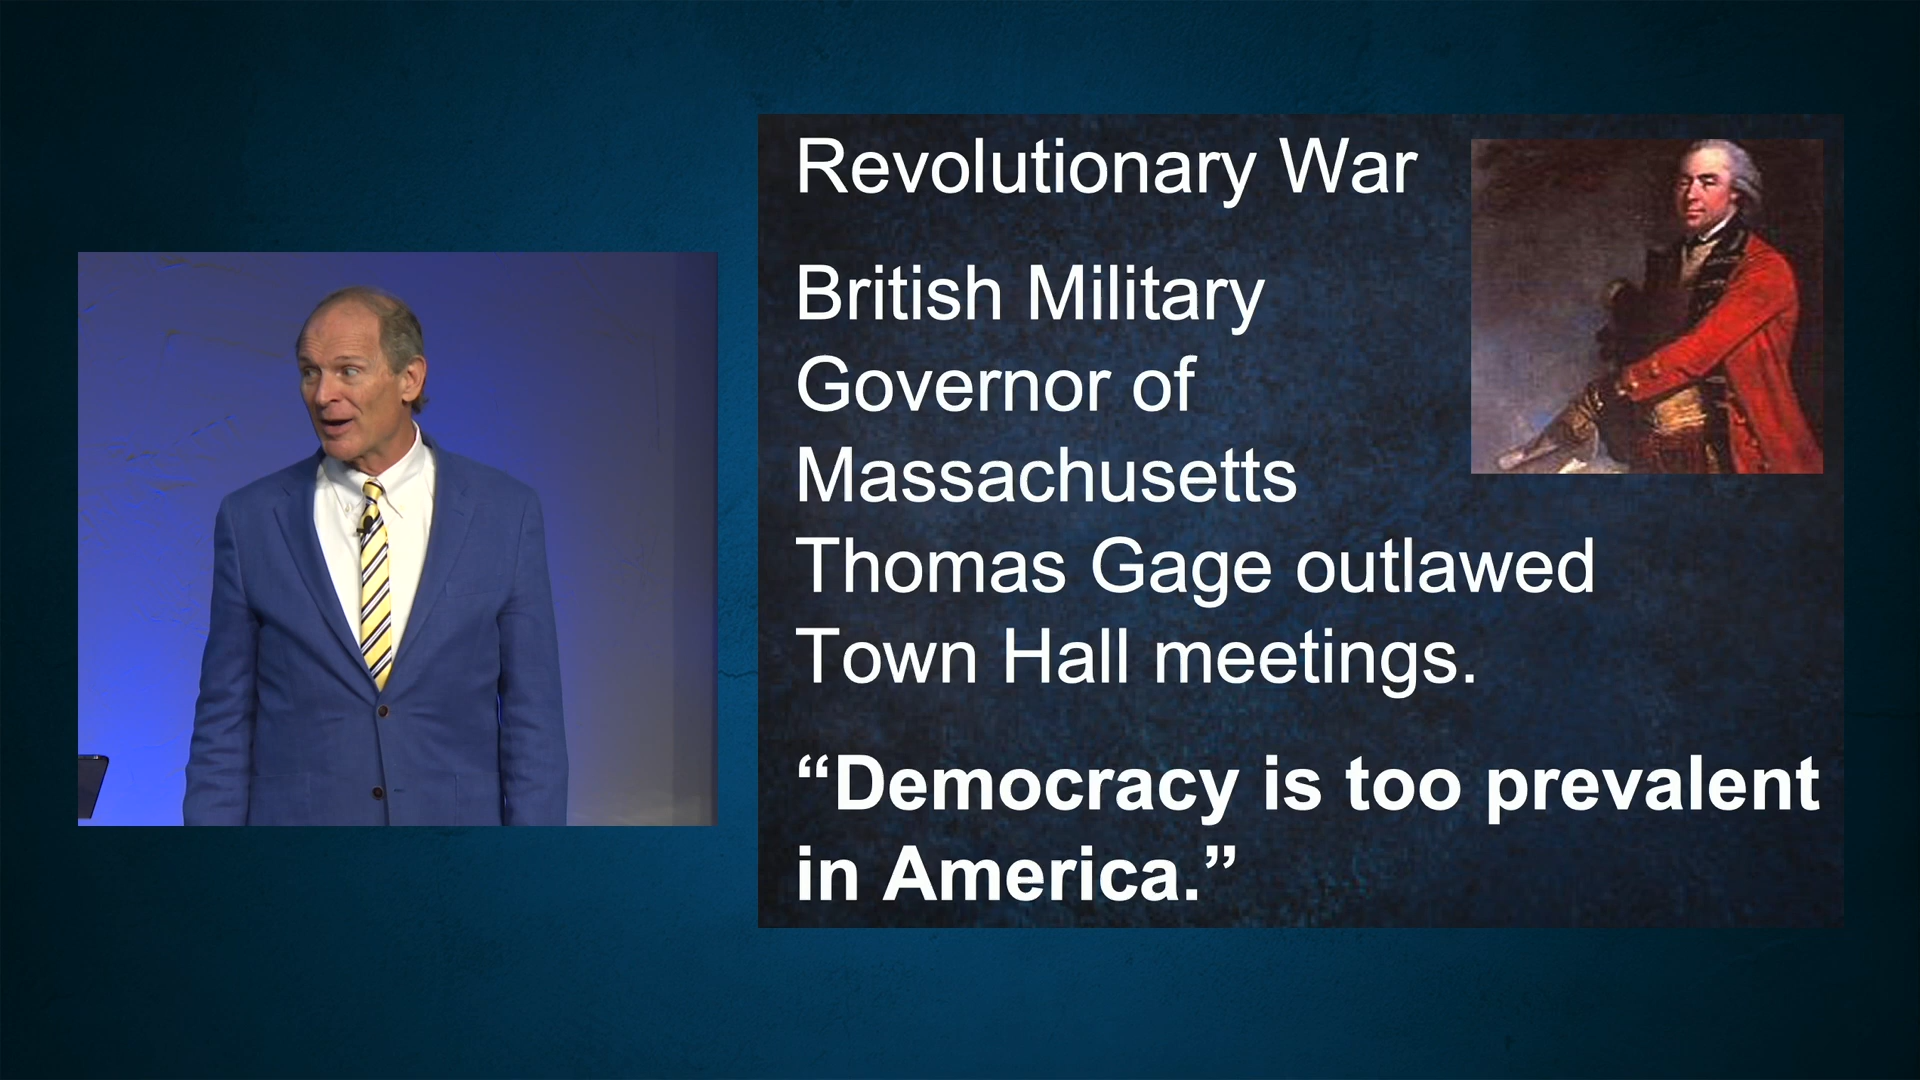 Revolutionary War
British Military
Governor of
Massachusetts
Thomas Gage outlawed
Town Hall meetings.
“Democracy is too prevalent
in America.”